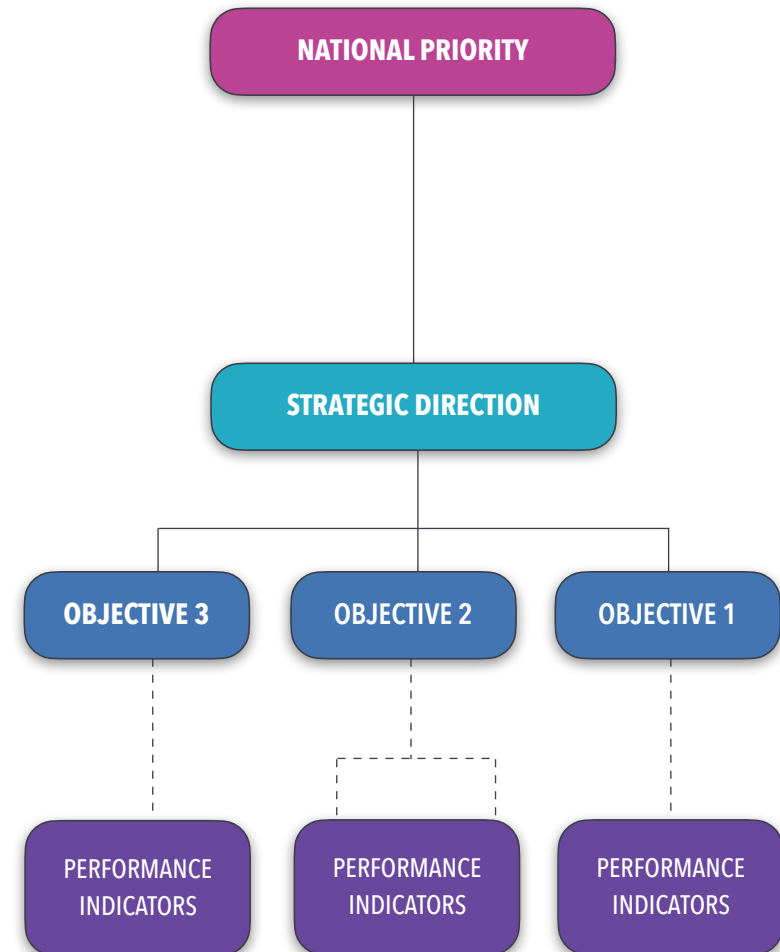 NATIONAL PRIORITY
STRATEGIC DIRECTION
OBJECTIVE 3
OBJECTIVE 2
OBJECTIVE 1
PERFORMANCE
INDICATORS
PERFORMANCE
INDICATORS
PERFORMANCE
INDICATORS